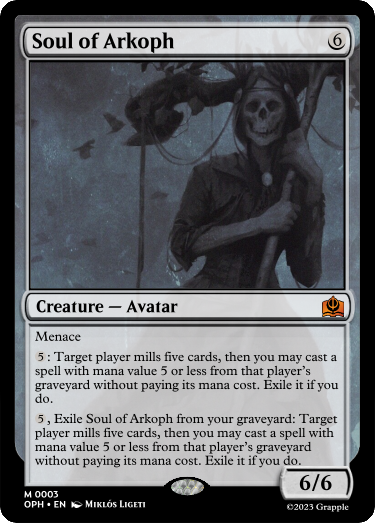 Soul of Arkoph
6
Creature — Avatar
Menace
5: Target player mills five cards, then you may cast a
spell with mana value 5 or less from that player's
graveyard without paying its mana cost. Exile it if you
do.
5, Exile Soul of Arkoph from your graveyard: Target
player mills five cards, then you may cast a spell with
mana value 5 or less from that player's graveyard
without paying its mana cost. Exile it if you do.
6/6
M 0003
OPH • EN Miklós Ligeti
©2023 Grapple